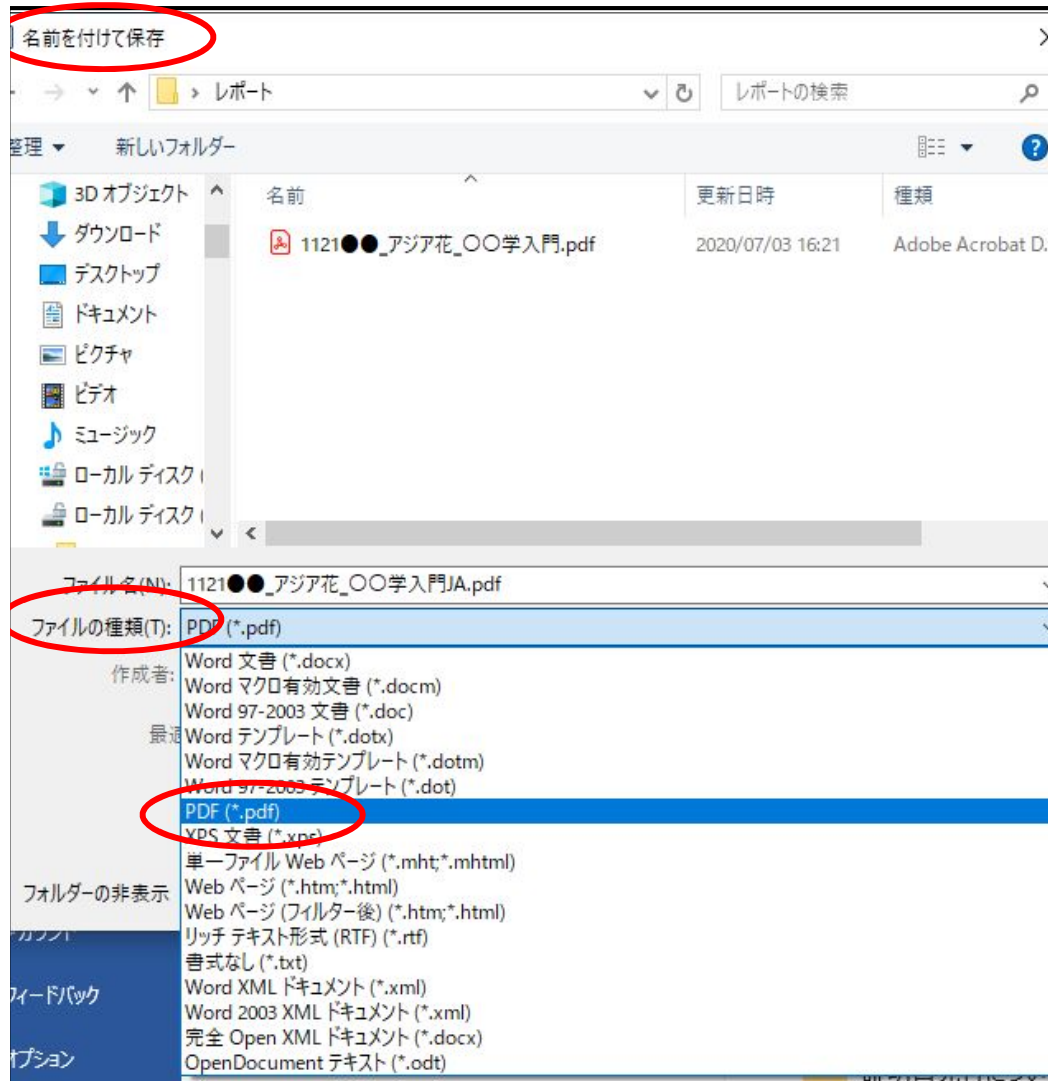 名前を付けて保存
レポート
レポートの検索
整理
新しいフォルダー
名前
更新日時
種類
3D オブジェクト
ダウンロード
デスクトップ
ドキュメント
ピクチャ
ビデオ
ミュージック
ローカル ディスク (
ローカル ディスク (
1121●●_アジア花_〇〇学入門.pdf
2020/07/03 16:21
Adobe Acrobat D.
ファイル名(N):
1121●●_アジア花_〇〇学入門JA.pdf
ファイルの種類(T):
PDF (*.pdf)
作成者:
最適
Word 文書 (*.docx)
Word マクロ有効文書 (*.docm)
Word 97-2003 文書 (*.doc)
Word テンプレート (*.dotx)
Word マクロ有効テンプレート (*.dotm)
Word 97-2003 テンプレート (*.dot)
PDF (*.pdf)
XPS 文書 (*.xps)
単一ファイル Web ページ (*.mht;*.mhtml)
Web ページ (*.htm;*.html)
Web ページ (フィルター後) (*.htm;*.html)
リッチ テキスト形式 (RTF) (*.rtf)
書式なし (*.txt)
Word XML ドキュメント (*.xml)
Word 2003 XML ドキュメント (*.xml)
完全 Open XML ドキュメント (*.docx)
OpenDocument テキスト (*.odt)
フォルダーの非表示
カウント
ィードバック
プション